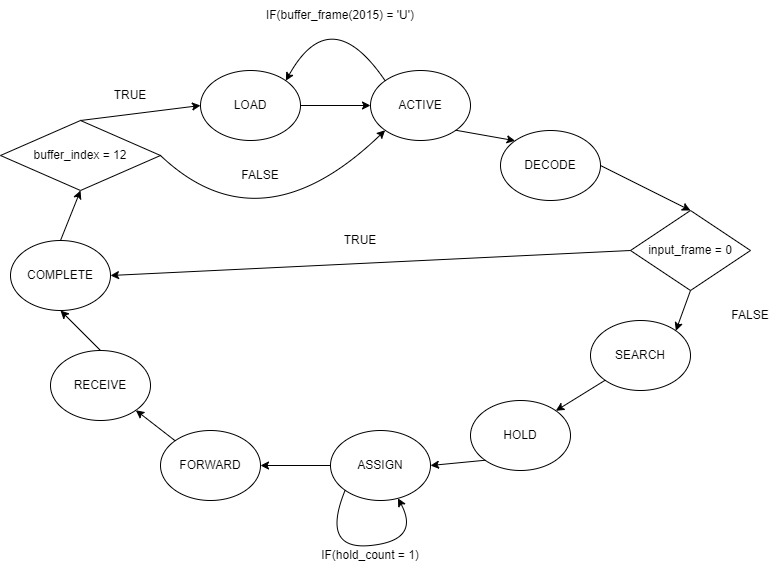 IF(buffer_frame(2015) = 'U')
TRUE
LOAD
ACTIVE
buffer_index = 12
FALSE
DECODE
TRUE
input_frame = 0
COMPLETE
FALSE
SEARCH
RECEIVE
HOLD
FORWARD
ASSIGN
IF(hold_count = 1)